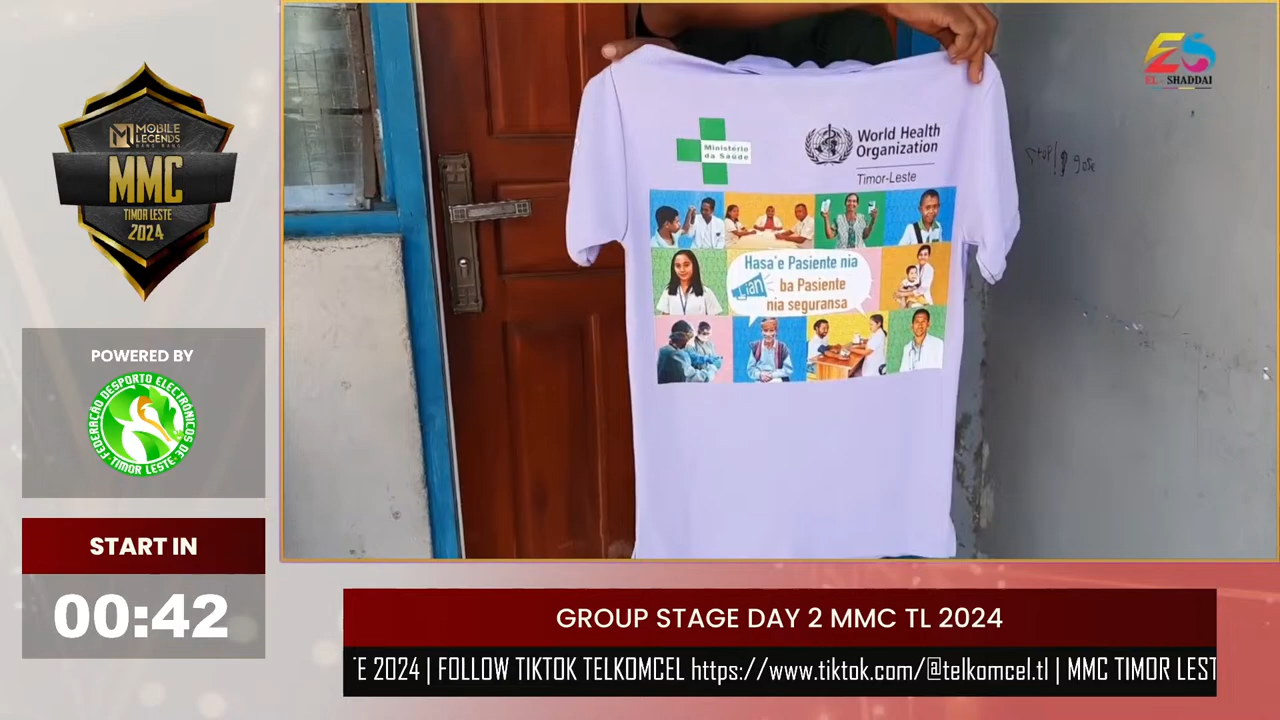 MOBILE
LEGENDS
BANG BANG
MMC
TIMOR LESTE
2024
POWERED BY
FEDERAÇÃO DESPORTO ELECTRÓNICOS DE
TIMOR LESTE
START IN
00:42
ES
EL - SHADDAI
Ministério
da Saúde
World Health
Organization
Timor-Leste
Hasa'e Pasiente nia
Lian ba Pasiente
nia seguransa
STOP
GROUP STAGE DAY 2 MMC TL 2024
E 2024 | FOLLOW TIKTOK TELKOMCEL https://www.tiktok.com/@telkomcel.tl | MMC TIMOR LEST